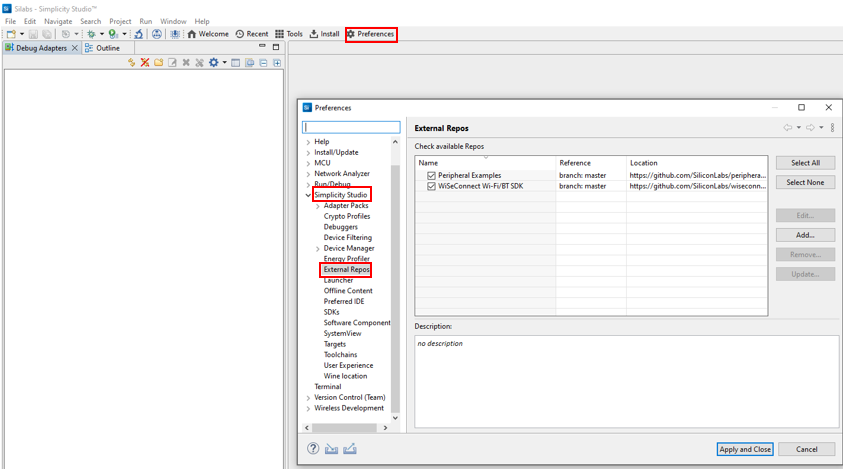 Silabs - Simplicity Studio™
File Edit Navigate Search Project Run Window Help
Welcome Recent Tools Install Preferences
Debug Adapters Outline
Preferences
External Repos
Check available Repos
Name Reference Location
Peripheral Examples branch: master https://github.com/SiliconLabs/periphera...
WiSeConnect Wi-Fi/BT SDK branch: master https://github.com/SiliconLabs/wiseconn...
Select All
Select None
Edit...
Add...
Remove...
Update...
Help
Install/Update
MCU
Network Analyzer
Run/Debug
Simplicity Studio
Adapter Packs
Crypto Profiles
Debuggers
Device Filtering
Device Manager
Energy Profiler
External Repos
Launcher
Offline Content
Preferred IDE
SDKs
Software Component
SystemView
Targets
Toolchains
User Experience
Wine location
Terminal
Version Control (Team)
Wireless Development
Description:
no description
Apply and Close Cancel